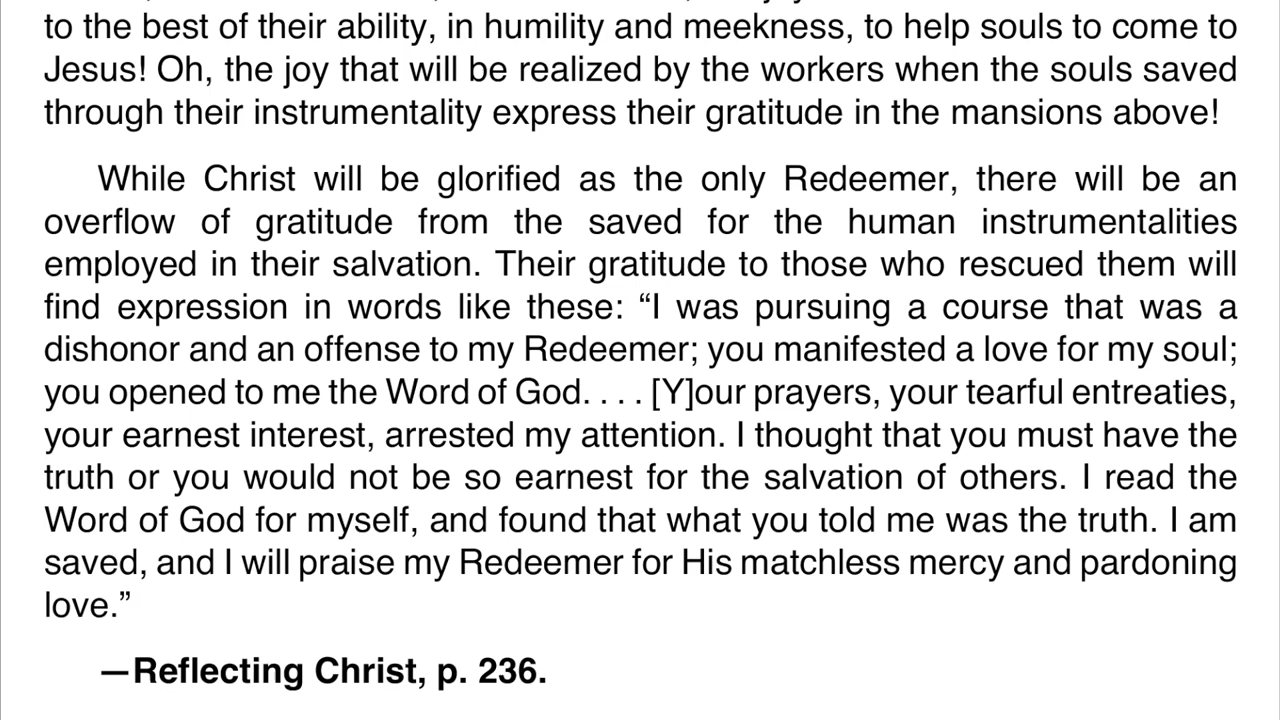 to the best of their ability, in humility and meekness, to help souls to come to
Jesus! Oh, the joy that will be realized by the workers when the souls saved
through their instrumentality express their gratitude in the mansions above!
While Christ will be glorified as the only Redeemer, there will be an
overflow of gratitude from the saved for the human instrumentalities
employed in their salvation. Their gratitude to those who rescued them will
find expression in words like these: “I was pursuing a course that was a
dishonor and an offense to my Redeemer; you manifested a love for my soul;
you opened to me the Word of God. . . . [Y]our prayers, your tearful entreaties,
your earnest interest, arrested my attention. I thought that you must have the
truth or you would not be so earnest for the salvation of others. I read the
Word of God for myself, and found that what you told me was the truth. I am
saved, and I will praise my Redeemer for His matchless mercy and pardoning
love.”
—Reflecting Christ, p. 236.